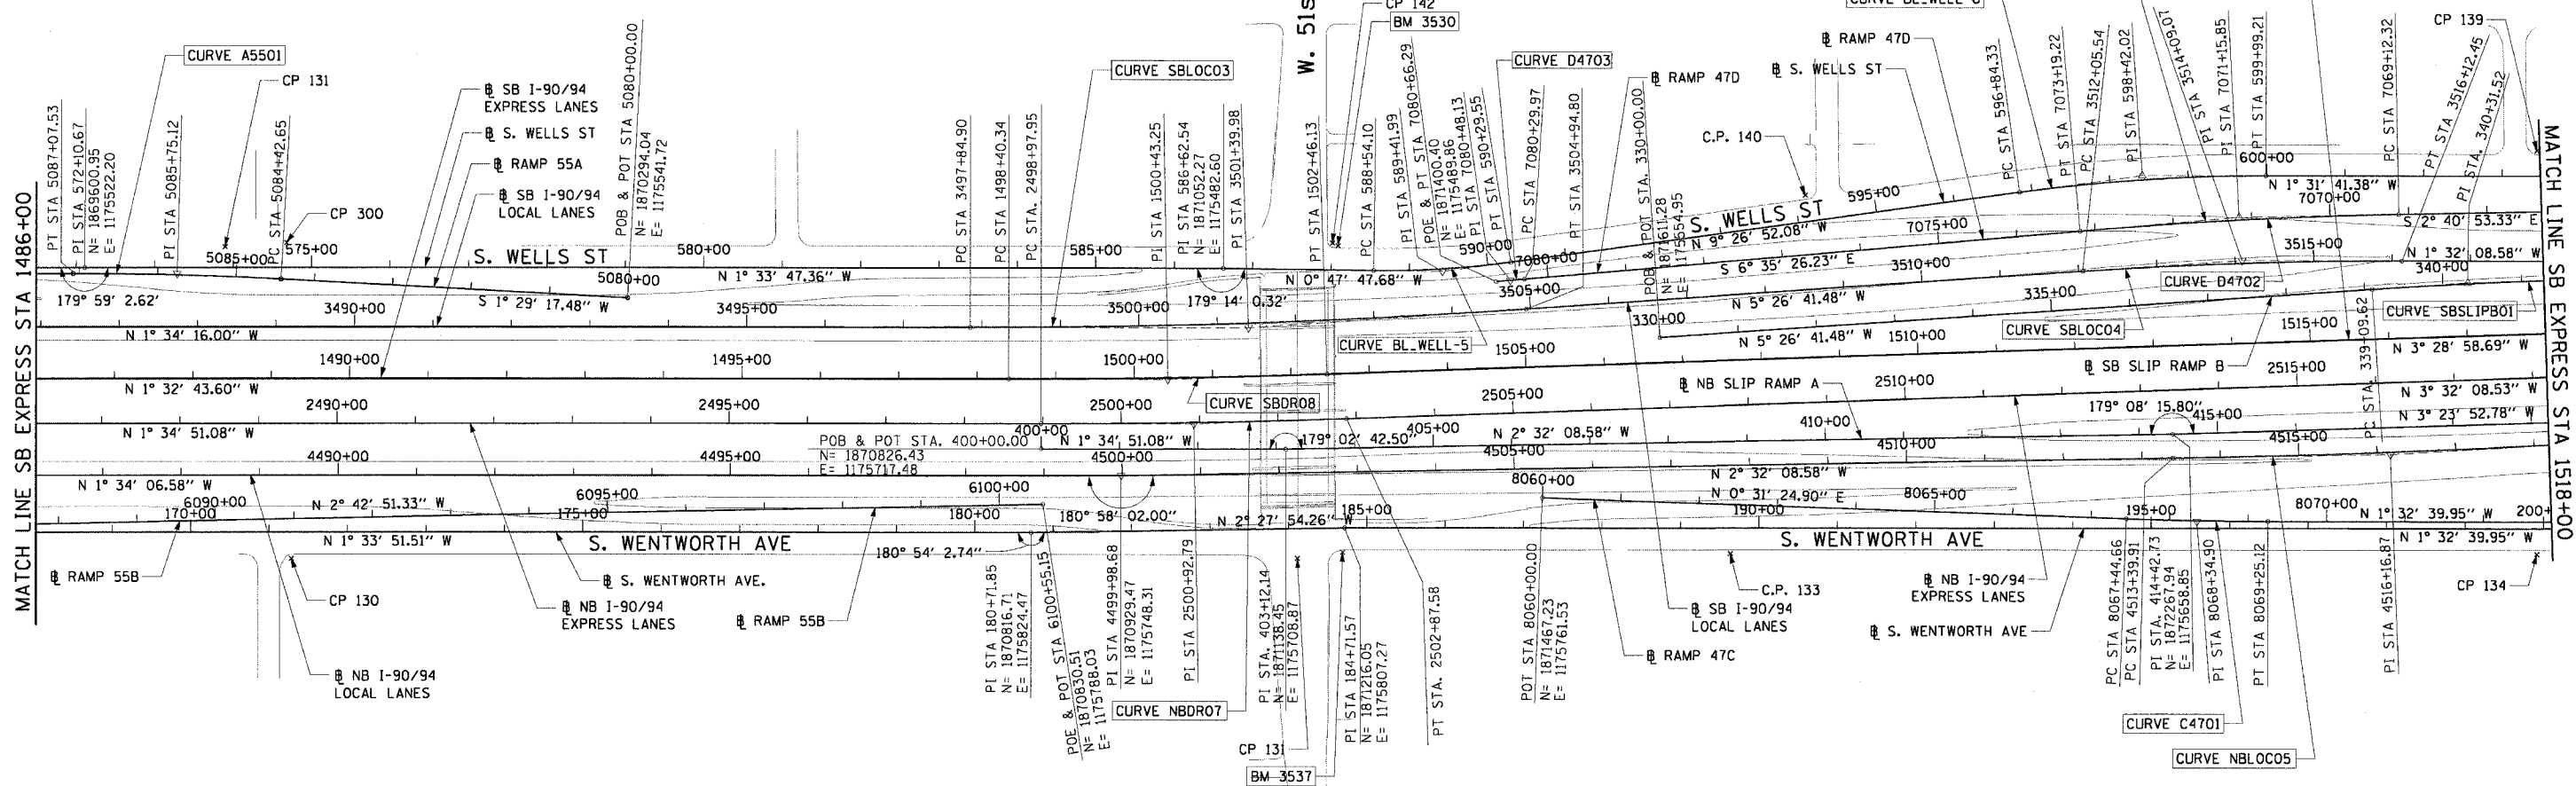 MATCH LINE SB EXPRESS STA 1486+00
PT STA 5087+07.53
PI STA 572+10.67
N= 1869600.95
E= 1175522.20
CURVE A5501
CP 131
PI STA 5085+75.12
PC STA 5084+42.65
CP 300
℄ SB I-90/94
EXPRESS LANES
℄ S. WELLS ST
℄ RAMP 55A
℄ SB I-90/94
LOCAL LANES
POB & POT STA 5080+00.00
N= 1870294.04
E= 1175541.72
PC STA 3497+84.90
PC STA 1498+40.34
PC STA. 2498+97.95
CURVE SBLOC03
PI STA 1500+43.25
PI STA 586+62.54
N= 1871052.27
E= 1175482.60
PI STA 3501+39.98
W. 51s
CP 142
BM 3530
PT STA 1502+46.13
PC STA 588+54.10
PI STA 589+41.99
POE & PT STA 7080+66.29
N= 1871400.40
E= 1175489.86
PI STA 7080+48.13
PT STA 590+29.55
CURVE D4703
PC STA 7080+29.97
PT STA 3504+94.80
℄ RAMP 47D
POB & POT STA. 330+00.00
N= 1871661.28
E= 1175554.95
C.P. 140
℄ RAMP 47D
℄ S. WELLS ST
PC STA 596+84.33
PT STA 7073+19.22
PC STA 3512+05.54
PI STA 598+42.02
PI STA 3514+09.07
PI STA 7071+15.85
PT STA 599+99.21
PC STA 7069+12.32
PT STA 3516+12.45
PI STA. 340+31.52
CP 139
MATCH LINE SB EXPRESS STA 1518+00
5085+00
575+00
S. WELLS ST
5080+00
580+00
N 1° 33' 47.36" W
585+00
179° 59' 2.62'
S 1° 29' 17.48" W
179° 14' 0.32'
N 0° 47' 47.68" W
590+00
7080+00
S. WELLS ST
N 9° 26' 52.08" W
595+00
7075+00
600+00
N 1° 31' 41.38" W
7070+00
S 2° 40' 53.33" E
3490+00
3495+00
3500+00
3505+00
S 6° 35' 26.23" E
3510+00
3515+00
N 1° 32' 08.58" W
N 1° 34' 16.00" W
N 5° 26' 41.48" W
330+00
335+00
340+00
CURVE D4702
CURVE SBLOC04
CURVE SBSLIPB01
CURVE BL_WELL-5
1490+00
1495+00
1500+00
1505+00
N 5° 26' 41.48" W
1510+00
1515+00
N 3° 28' 58.69" W
N 1° 32' 43.60" W
CURVE SBDR08
℄ NB SLIP RAMP A
℄ SB SLIP RAMP B
PC STA. 339+09.62
2490+00
2495+00
2500+00
2505+00
2510+00
2515+00
N 3° 32' 08.53" W
N 1° 34' 51.08" W
POB & POT STA. 400+00.00
N= 1870826.43
E= 1175717.48
400+00
N 1° 34' 51.08" W
179° 02' 42.50"
405+00
N 2° 32' 08.58" W
410+00
179° 08' 15.80"
415+00
N 3° 23' 52.78" W
4490+00
4495+00
4500+00
4505+00
4510+00
4515+00
N 1° 34' 06.58" W
N 2° 32' 08.58" W
6090+00
N 2° 42' 51.33" W
6095+00
6100+00
8060+00
N 0° 31' 24.90" E
8065+00
8070+00
N 1° 32' 39.95" W
170+00
175+00
180+00
180° 58' 02.00"
N 2° 27' 54.26" W
185+00
190+00
195+00
200+
N 1° 33' 51.51" W
S. WENTWORTH AVE
180° 54' 2.74"
S. WENTWORTH AVE
N 1° 32' 39.95" W
℄ RAMP 55B
CP 130
℄ S. WENTWORTH AVE.
℄ NB I-90/94
EXPRESS LANES
℄ RAMP 55B
℄ NB I-90/94
LOCAL LANES
PI STA 180+71.85
N= 1870816.71
E= 1175824.47
POE & POT STA 6100+55.15
N= 1870830.51
E= 1175788.03
PI STA 4499+98.68
N= 1870929.47
E= 1175748.31
PI STA 2500+92.79
CURVE NBDR07
PI STA. 403+12.14
N= 1871138.45
E= 1175708.87
CP 131
BM 3537
PI STA 184+71.57
N= 1871216.05
E= 1175807.27
PT STA. 2502+87.58
POT STA 8060+00.00
N= 1871467.23
E= 1175761.53
℄ RAMP 47C
℄ SB I-90/94
LOCAL LANES
C.P. 133
℄ NB I-90/94
EXPRESS LANES
℄ S. WENTWORTH AVE
PC STA 8067+44.66
PC STA 4513+39.91
PI STA. 414+42.73
N= 1872267.94
E= 1175658.85
PI STA 8068+34.90
PT STA 8069+25.12
PI STA 4516+16.87
CURVE C4701
CURVE NBLOC05
CP 134